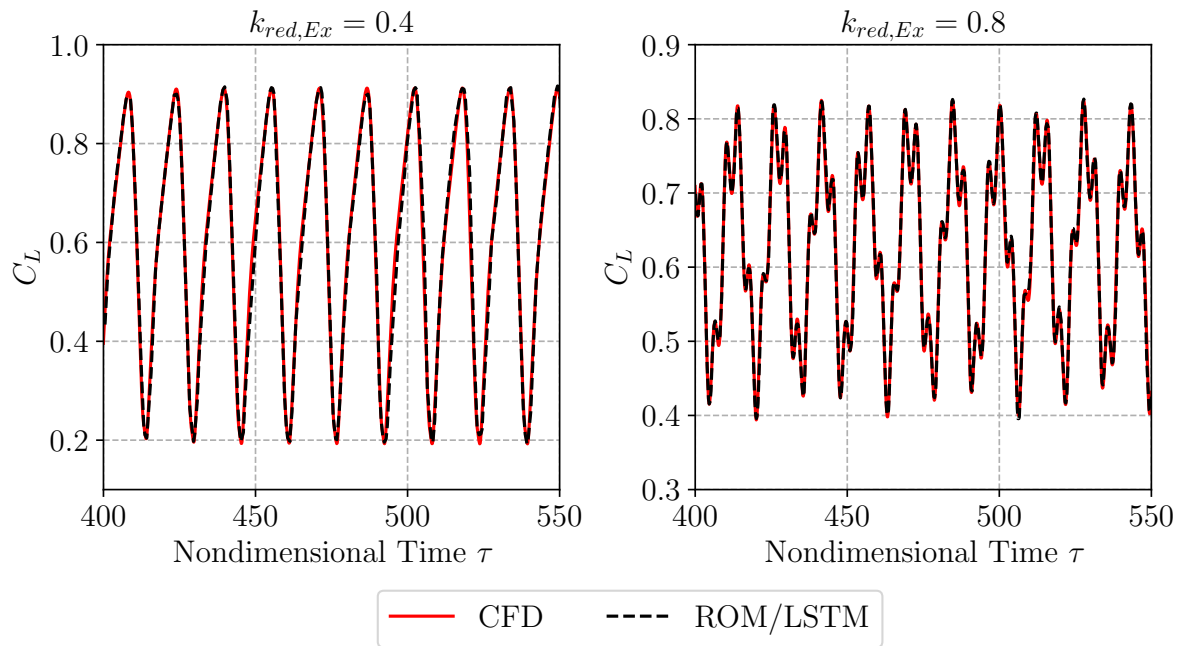 k_{red,Ex} = 0.4
1.0
0.8
0.6
0.4
0.2
C_L
400
450
500
550
Nondimensional Time τ
k_{red,Ex} = 0.8
0.9
0.8
0.7
0.6
0.5
0.4
0.3
C_L
400
450
500
550
Nondimensional Time τ
CFD
ROM/LSTM